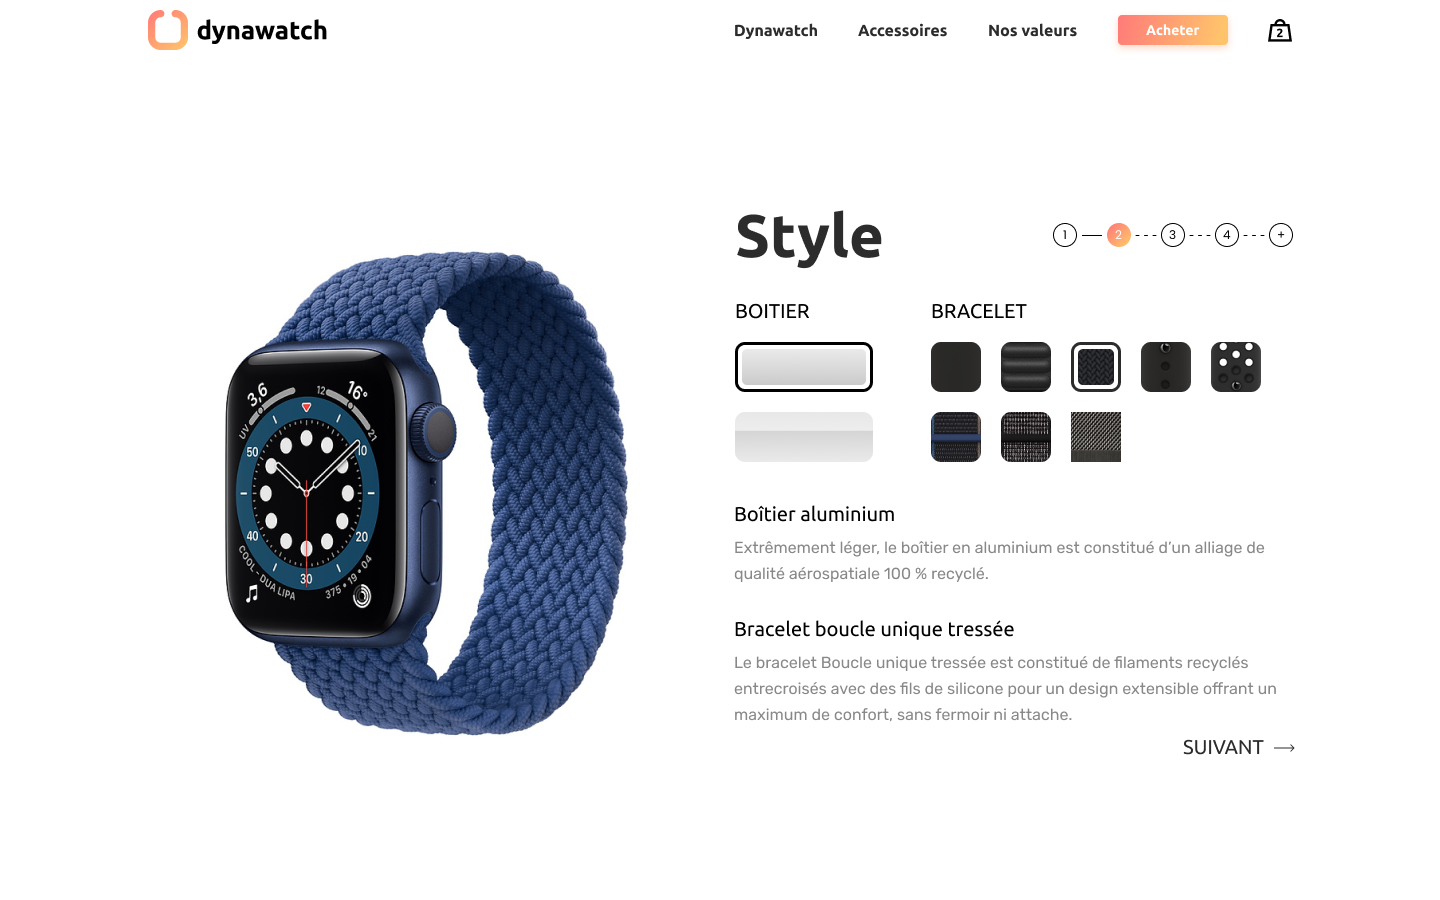 dynawatch
Dynawatch
Accessoires
Nos valeurs
Acheter
2
Style
1
2
3
4
+
BOITIER
BRACELET
3,6
UV
12
16°
21
50
10
40
20
30
COOL – DUA LIPA
375 • 19 • 04
Boîtier aluminium
Extrêmement léger, le boîtier en aluminium est constitué d’un alliage de
qualité aérospatiale 100 % recyclé.
Bracelet boucle unique tressée
Le bracelet Boucle unique tressée est constitué de filaments recyclés
entrecroisés avec des fils de silicone pour un design extensible offrant un
maximum de confort, sans fermoir ni attache.
SUIVANT